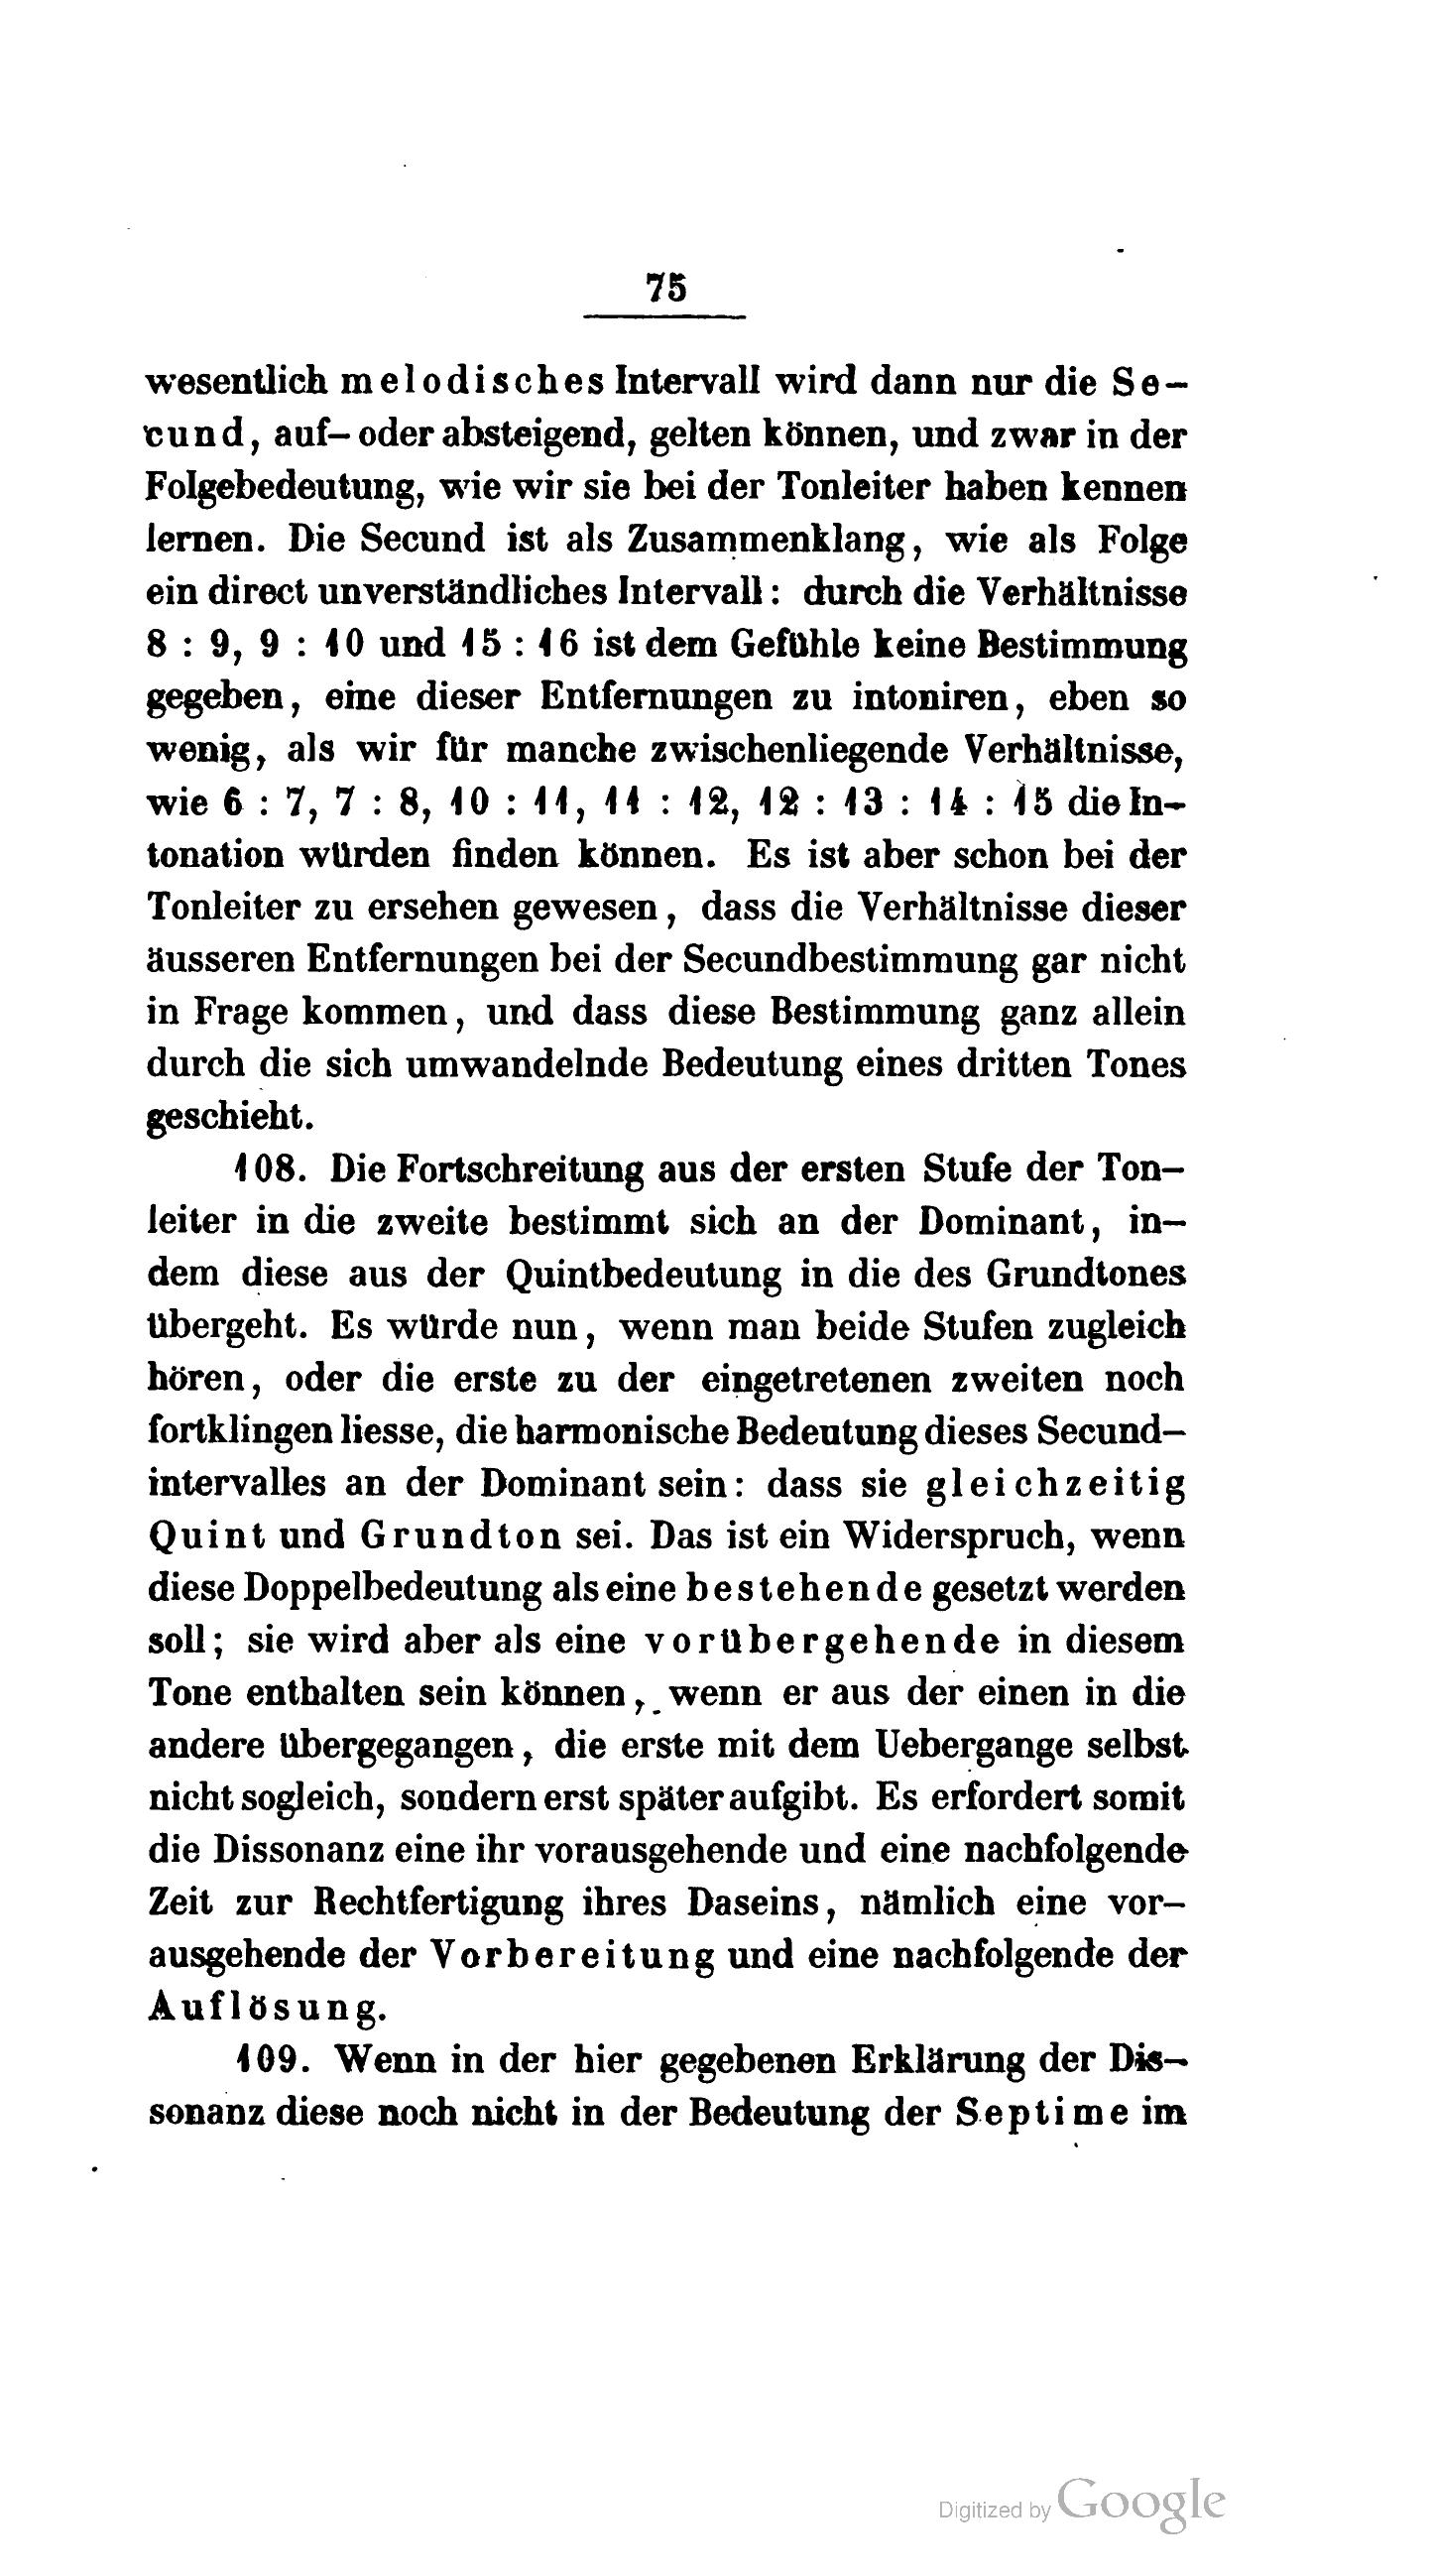 75
wesentlich melodisches Intervall wird dann nur die Se-
cund, auf- oder absteigend, gelten können, und zwar in der
Folgebedeutung, wie wir sie bei der Tonleiter haben kennen
lernen. Die Secund ist als Zusammenklang, wie als Folge
ein direct unverständliches Intervall: durch die Verhältnisse
8 : 9, 9 : 10 und 15 : 16 ist dem Gefühle keine Bestimmung
gegeben, eine dieser Entfernungen zu intoniren, eben so
wenig, als wir für manche zwischenliegende Verhältnisse,
wie 6 : 7, 7 : 8, 10 : 11, 11 : 12, 12 : 13 : 14 : 15 die In-
tonation würden finden können. Es ist aber schon bei der
Tonleiter zu ersehen gewesen, dass die Verhältnisse dieser
äusseren Entfernungen bei der Secundbestimmung gar nicht
in Frage kommen, und dass diese Bestimmung ganz allein
durch die sich umwandelnde Bedeutung eines dritten Tones
geschieht.
108. Die Fortschreitung aus der ersten Stufe der Ton-
leiter in die zweite bestimmt sich an der Dominant, in-
dem diese aus der Quintbedeutung in die des Grundtones
übergeht. Es würde nun, wenn man beide Stufen zugleich
hören, oder die erste zu der eingetretenen zweiten noch
fortklingen liesse, die harmonische Bedeutung dieses Secund-
intervalles an der Dominant sein: dass sie gleichzeitig
Quint und Grundton sei. Das ist ein Widerspruch, wenn
diese Doppelbedeutung als eine bestehende gesetzt werden
soll; sie wird aber als eine vorübergehende in diesem
Tone enthalten sein können, wenn er aus der einen in die
andere übergegangen, die erste mit dem Uebergange selbst
nicht sogleich, sondern erst später aufgibt. Es erfordert somit
die Dissonanz eine ihr vorausgehende und eine nachfolgende
Zeit zur Rechtfertigung ihres Daseins, nämlich eine vor-
ausgehende der Vorbereitung und eine nachfolgende der
Auflösung.
109. Wenn in der hier gegebenen Erklärung der Dis-
sonanz diese noch nicht in der Bedeutung der Septime im
Digitized by Google